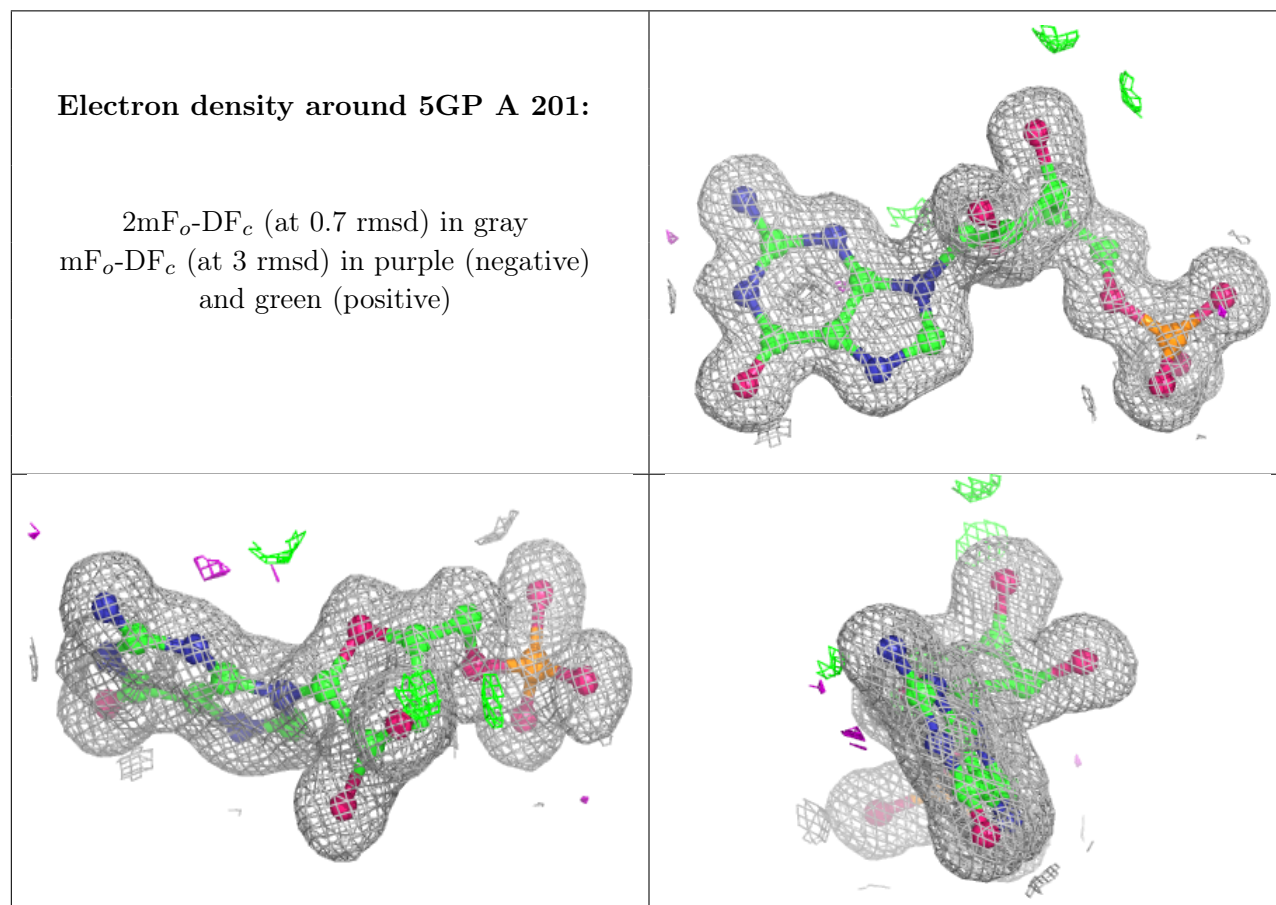 Electron density around 5GP A 201:
2mFo-DFc (at 0.7 rmsd) in gray
mFo-DFc (at 3 rmsd) in purple (negative)
and green (positive)